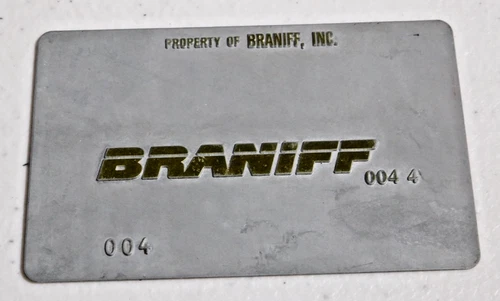 PROPERTY OF BRANIFF, INC.
BRANIFF
004 4
004